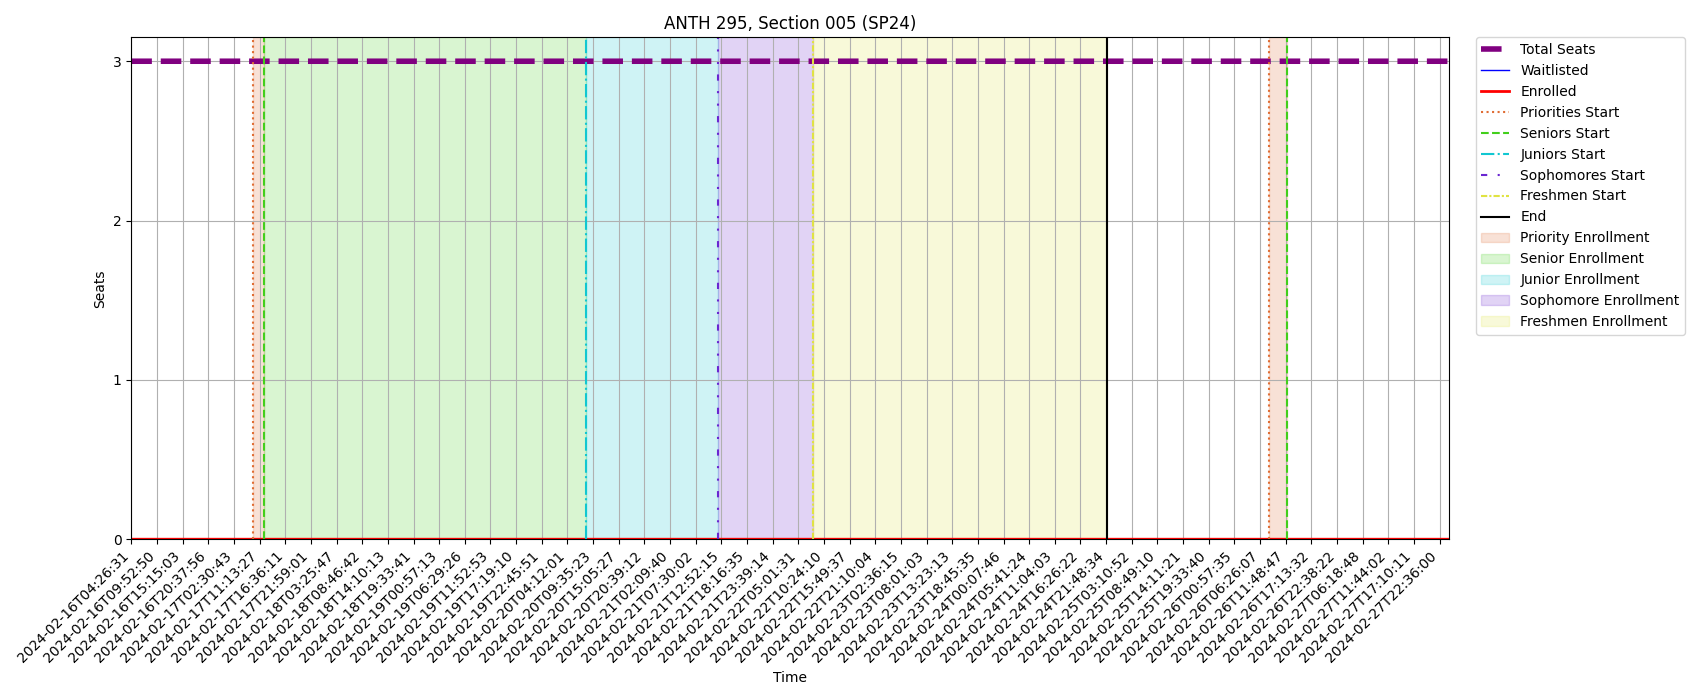 ANTH 295, Section 005 (SP24)
Total Seats
Waitlisted
Enrolled
Priorities Start
Seniors Start
Juniors Start
Sophomores Start
Freshmen Start
End
Priority Enrollment
Senior Enrollment
Junior Enrollment
Sophomore Enrollment
Freshmen Enrollment
Seats
3
2
1
0
2024-02-16T04:26:31
2024-02-16T09:52:50
2024-02-16T15:15:03
2024-02-16T20:37:56
2024-02-17T02:30:43
2024-02-17T11:13:27
2024-02-17T16:36:11
2024-02-17T21:59:01
2024-02-18T03:25:47
2024-02-18T08:46:42
2024-02-18T14:10:13
2024-02-18T19:33:41
2024-02-19T00:57:13
2024-02-19T06:29:26
2024-02-19T11:52:53
2024-02-19T17:19:10
2024-02-19T22:45:51
2024-02-20T04:12:01
2024-02-20T09:35:23
2024-02-20T15:05:27
2024-02-20T20:39:12
2024-02-21T02:09:40
2024-02-21T07:30:02
2024-02-21T12:52:15
2024-02-21T18:16:35
2024-02-21T23:39:14
2024-02-22T05:01:31
2024-02-22T10:24:10
2024-02-22T15:49:37
2024-02-22T21:10:04
2024-02-23T02:36:15
2024-02-23T08:01:03
2024-02-23T13:23:13
2024-02-23T18:45:35
2024-02-24T00:07:46
2024-02-24T05:41:24
2024-02-24T11:04:03
2024-02-24T16:26:22
2024-02-24T21:48:34
2024-02-25T03:10:52
2024-02-25T08:49:10
2024-02-25T14:11:21
2024-02-25T19:33:40
2024-02-26T00:57:35
2024-02-26T06:26:07
2024-02-26T11:48:47
2024-02-26T17:13:32
2024-02-26T22:38:22
2024-02-27T06:18:48
2024-02-27T11:44:02
2024-02-27T17:10:11
2024-02-27T22:36:00
Time